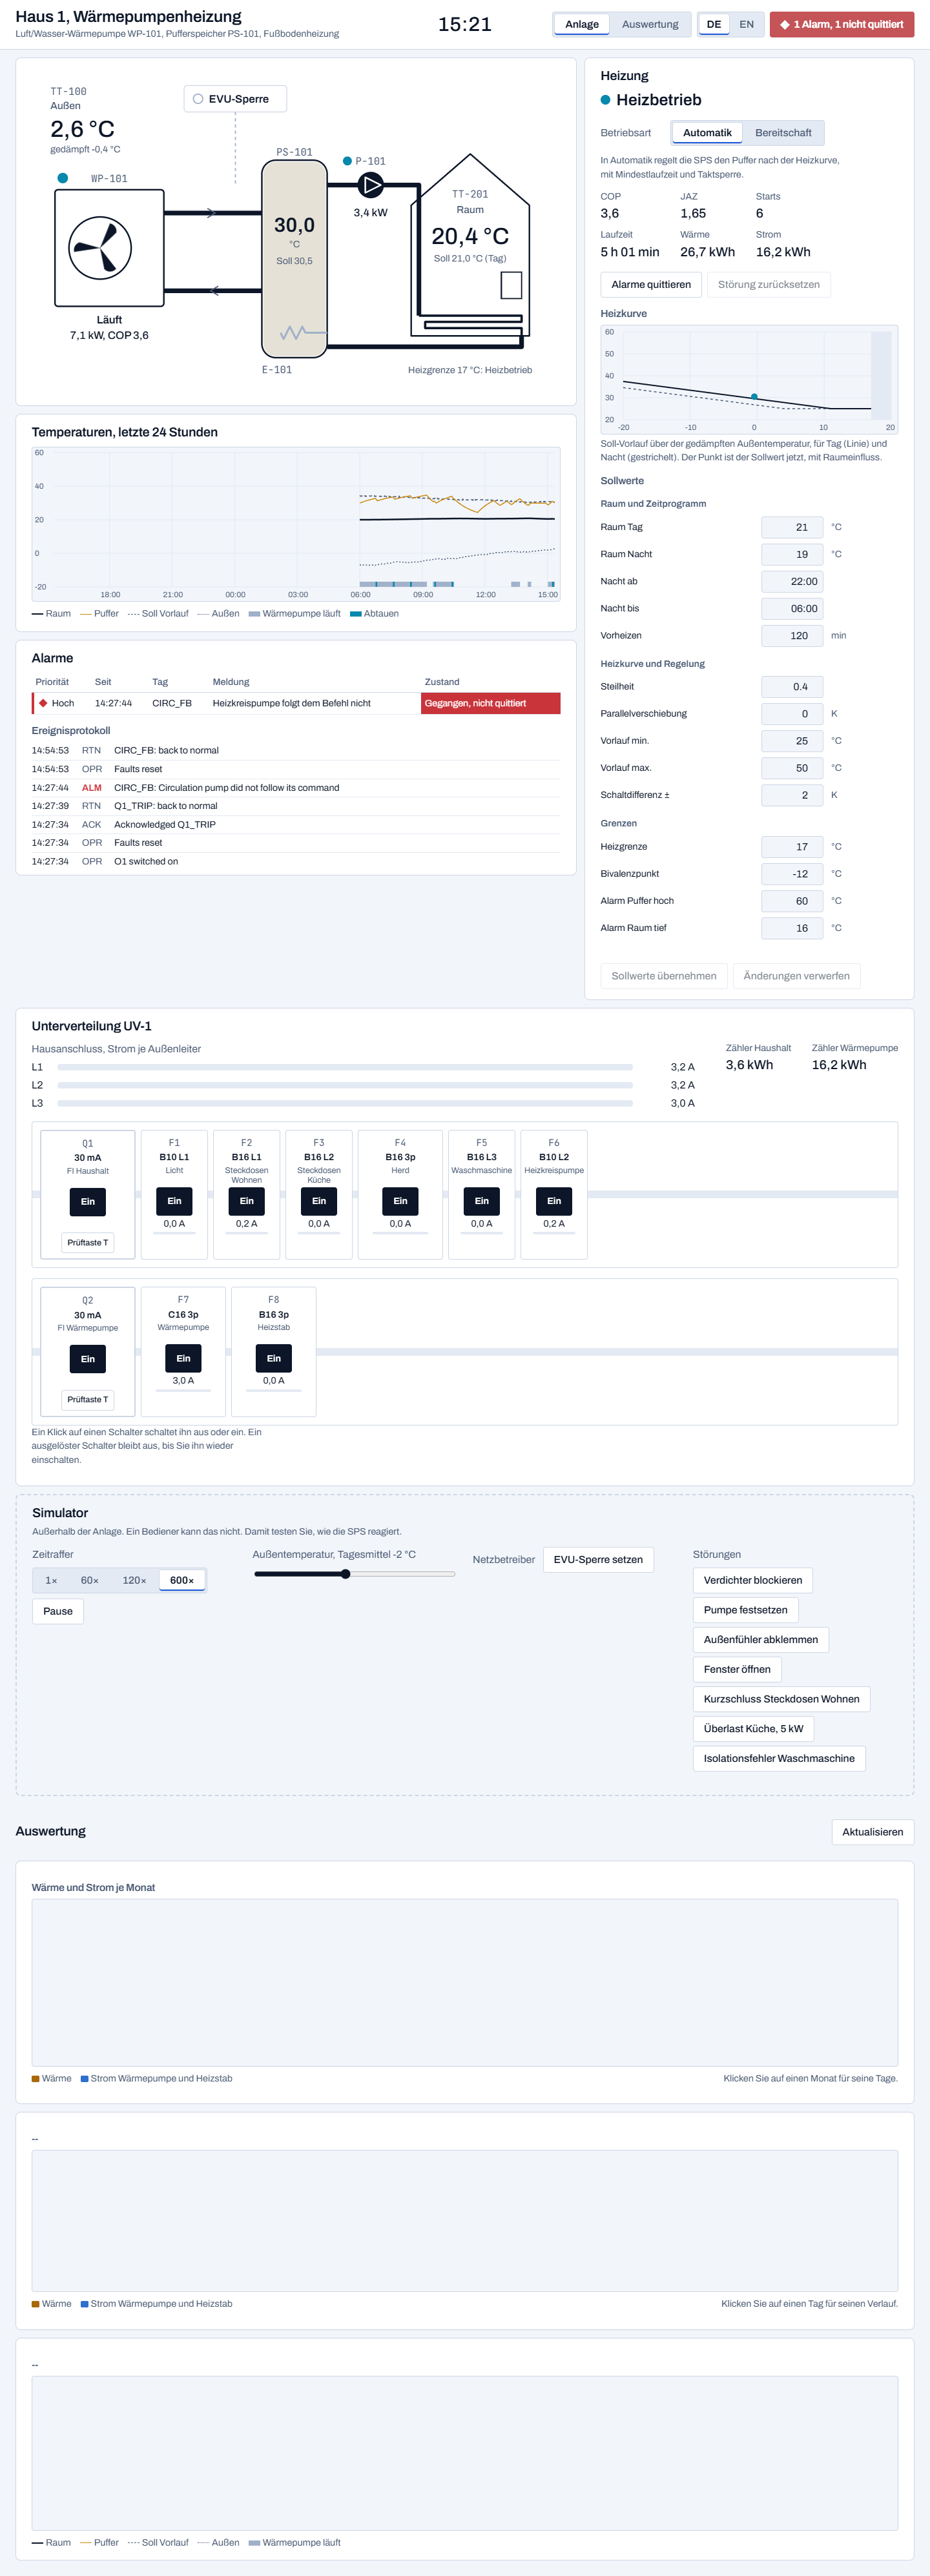 Haus 1, Wärmepumpenheizung
Luft/Wasser-Wärmepumpe WP-101, Pufferspeicher PS-101, Fußbodenheizung
15:21
Anlage
Auswertung
DE
EN
1 Alarm, 1 nicht quittiert
TT-100
Außen
2,6 °C
gedämpft -0,4 °C
EVU-Sperre
WP-101
Läuft
7,1 kW, COP 3,6
PS-101
30,0
°C
Soll 30,5
E-101
P-101
3,4 kW
TT-201
Raum
20,4 °C
Soll 21,0 °C (Tag)
Heizgrenze 17 °C: Heizbetrieb
Temperaturen, letzte 24 Stunden
60
40
20
0
-20
18:00 21:00 00:00 03:00 06:00 09:00 12:00 15:00
Raum Puffer Soll Vorlauf Außen Wärmepumpe läuft Abtauen
Alarme
Priorität Seit Tag Meldung Zustand
Hoch 14:27:44 CIRC_FB Heizkreispumpe folgt dem Befehl nicht Gegangen, nicht quittiert
Ereignisprotokoll
14:54:53 RTN CIRC_FB: back to normal
14:54:53 OPR Faults reset
14:27:44 ALM CIRC_FB: Circulation pump did not follow its command
14:27:39 RTN Q1_TRIP: back to normal
14:27:34 ACK Acknowledged Q1_TRIP
14:27:34 OPR Faults reset
14:27:34 OPR O1 switched on
Heizung
Heizbetrieb
Betriebsart Automatik Bereitschaft
In Automatik regelt die SPS den Puffer nach der Heizkurve,
mit Mindestlaufzeit und Taktsperre.
COP JAZ Starts
3,6 1,65 6
Laufzeit Wärme Strom
5 h 01 min 26,7 kWh 16,2 kWh
Alarme quittieren Störung zurücksetzen
Heizkurve
60
50
40
30
20
-20 -10 0 10 20
Soll-Vorlauf über der gedämpften Außentemperatur, für Tag (Linie) und
Nacht (gestrichelt). Der Punkt ist der Sollwert jetzt, mit Raumeinfluss.
Sollwerte
Raum und Zeitprogramm
Raum Tag 21 °C
Raum Nacht 19 °C
Nacht ab 22:00
Nacht bis 06:00
Vorheizen 120 min
Heizkurve und Regelung
Steilheit 0.4
Parallelverschiebung 0 K
Vorlauf min. 25 °C
Vorlauf max. 50 °C
Schaltdifferenz ± 2 K
Grenzen
Heizgrenze 17 °C
Bivalenzpunkt -12 °C
Alarm Puffer hoch 60 °C
Alarm Raum tief 16 °C
Sollwerte übernehmen Änderungen verwerfen
Unterverteilung UV-1
Hausanschluss, Strom je Außenleiter
L1 3,2 A
L2 3,2 A
L3 3,0 A
Zähler Haushalt Zähler Wärmepumpe
3,6 kWh 16,2 kWh
Q1
30 mA
FI Haushalt
Ein
Prüftaste T
F1
B10 L1
Licht
Ein
0,0 A
F2
B16 L1
Steckdosen
Wohnen
Ein
0,2 A
F3
B16 L2
Steckdosen
Küche
Ein
0,0 A
F4
B16 3p
Herd
Ein
0,0 A
F5
B16 L3
Waschmaschine
Ein
0,0 A
F6
B10 L2
Heizkreispumpe
Ein
0,2 A
Q2
30 mA
FI Wärmepumpe
Ein
Prüftaste T
F7
C16 3p
Wärmepumpe
Ein
3,0 A
F8
B16 3p
Heizstab
Ein
0,0 A
Ein Klick auf einen Schalter schaltet ihn aus oder ein. Ein
ausgelöster Schalter bleibt aus, bis Sie ihn wieder
einschalten.
Simulator
Außerhalb der Anlage. Ein Bediener kann das nicht. Damit testen Sie, wie die SPS reagiert.
Zeitraffer
1× 60× 120× 600×
Pause
Außentemperatur, Tagesmittel -2 °C
Netzbetreiber EVU-Sperre setzen
Störungen
Verdichter blockieren
Pumpe festsetzen
Außenfühler abklemmen
Fenster öffnen
Kurzschluss Steckdosen Wohnen
Überlast Küche, 5 kW
Isolationsfehler Waschmaschine
Auswertung
Aktualisieren
Wärme und Strom je Monat
Wärme Strom Wärmepumpe und Heizstab
Klicken Sie auf einen Monat für seine Tage.
--
Wärme Strom Wärmepumpe und Heizstab
Klicken Sie auf einen Tag für seinen Verlauf.
--
Raum Puffer Soll Vorlauf Außen Wärmepumpe läuft